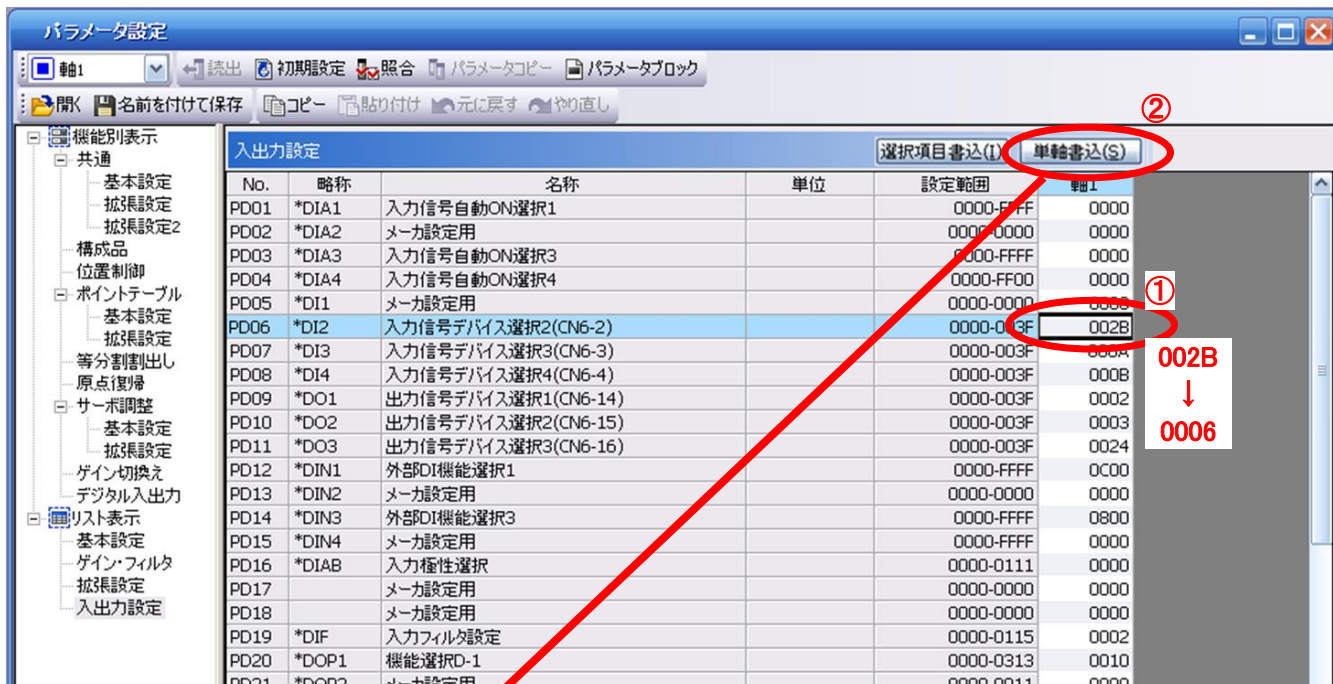 パラメータ設定
軸1 読出 初期設定 照合 パラメータコピー パラメータブロック
開く 名前を付けて保存 コピー 貼り付け 元に戻す やり直し
②
機能別表示
共通
基本設定
拡張設定
拡張設定2
構成品
位置制御
ポイントテーブル
基本設定
拡張設定
等分割割出し
原点復帰
サーボ調整
基本設定
拡張設定
ゲイン切換え
デジタル入出力
リスト表示
基本設定
ゲイン・フィルタ
拡張設定
入出力設定
入出力設定 選択項目書込(I) 単軸書込(S)
No. 略称 名称 単位 設定範囲 軸1
PD01 *DIA1 入力信号自動ON選択1 0000-FFFF 0000
PD02 *DIA2 メーカ設定用 0000-0000 0000
PD03 *DIA3 入力信号自動ON選択3 0000-FFFF 0000
PD04 *DIA4 入力信号自動ON選択4 0000-FF00 0000
PD05 *DI1 メーカ設定用 0000-0000
①
PD06 *DI2 入力信号デバイス選択2(CN6-2) 0000-003F 002B
PD07 *DI3 入力信号デバイス選択3(CN6-3) 0000-003F 000A
PD08 *DI4 入力信号デバイス選択4(CN6-4) 0000-003F 000B
PD09 *DO1 出力信号デバイス選択1(CN6-14) 0000-003F 0002
PD10 *DO2 出力信号デバイス選択2(CN6-15) 0000-003F 0003
PD11 *DO3 出力信号デバイス選択3(CN6-16) 0000-003F 0024
PD12 *DIN1 外部DI機能選択1 0000-FFFF 0C00
PD13 *DIN2 メーカ設定用 0000-0000 0000
PD14 *DIN3 外部DI機能選択3 0000-FFFF 0800
PD15 *DIN4 メーカ設定用 0000-FFFF 0000
PD16 *DIAB 入力極性選択 0000-0111 0000
PD17 メーカ設定用 0000-0000 0000
PD18 メーカ設定用 0000-0000 0000
PD19 *DIF 入力フィルタ設定 0000-0115 0002
PD20 *DOP1 機能選択D-1 0000-0313 0010
PD21 *DOP2 メーカ設定用 0000-0011 0000
002B
↓
0006